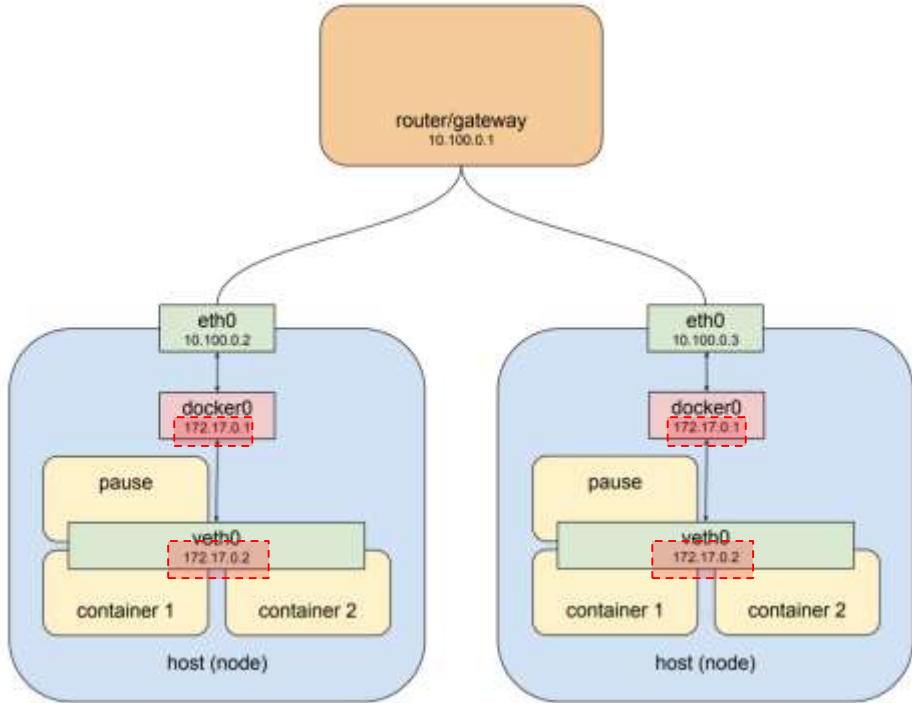 router/gateway
10.100.0.1
eth0
10.100.0.2
eth0
10.100.0.3
docker0
172.17.0.1
docker0
172.17.0.1
pause
pause
veth0
172.17.0.2
veth0
172.17.0.2
container 1
container 2
container 1
container 2
host (node)
host (node)